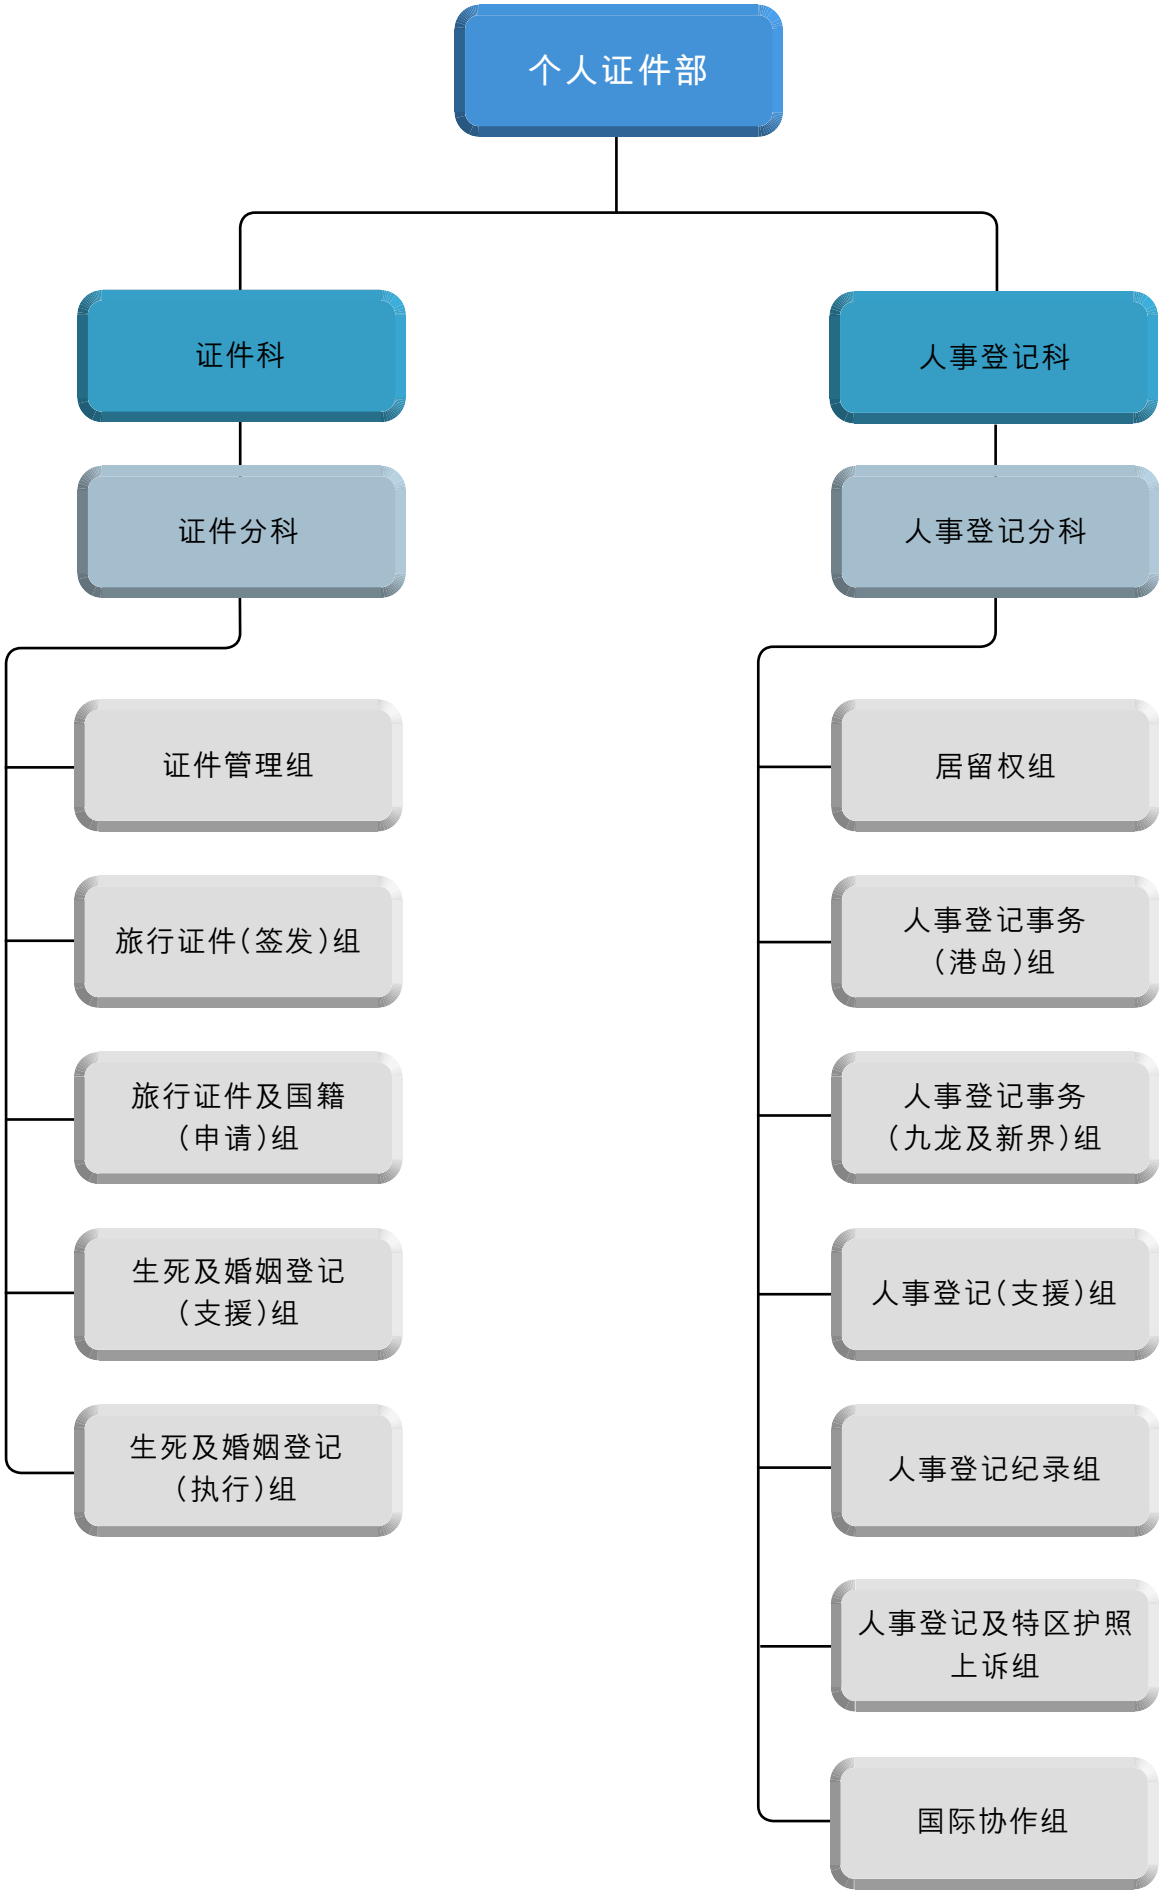 个人证件部
证件科
证件分科
证件管理组
旅行证件(签发)组
旅行证件及国籍
(申请)组
生死及婚姻登记
(支援)组
生死及婚姻登记
(执行)组
人事登记科
人事登记分科
居留权组
人事登记事务
(港岛)组
人事登记事务
(九龙及新界)组
人事登记(支援)组
人事登记纪录组
人事登记及特区护照
上诉组
国际协作组